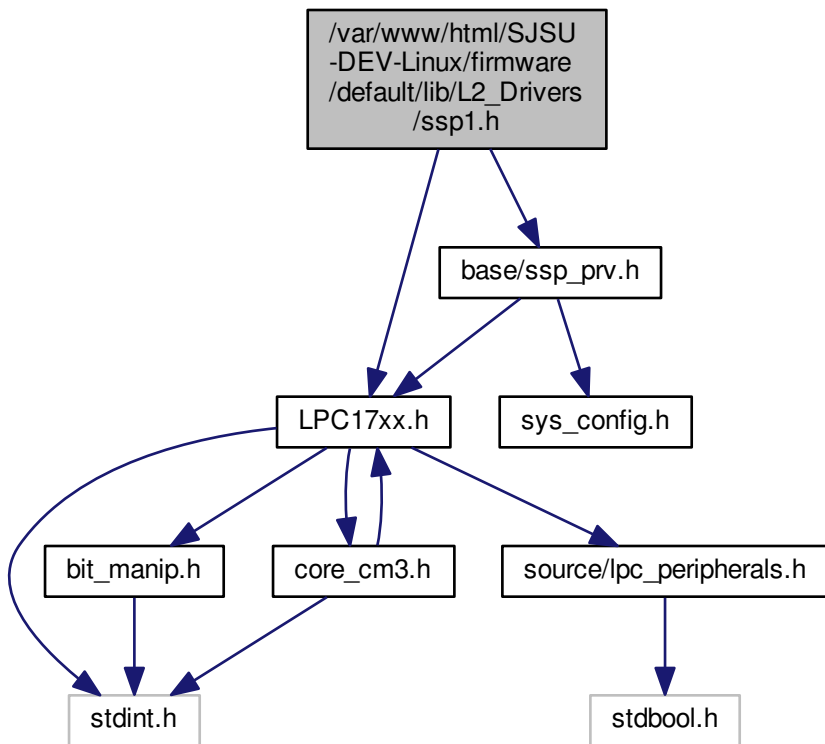 /var/www/html/SJSU
-DEV-Linux/firmware
/default/lib/L2_Drivers
/ssp1.h
base/ssp_prv.h
LPC17xx.h
sys_config.h
bit_manip.h
core_cm3.h
source/lpc_peripherals.h
stdint.h
stdbool.h